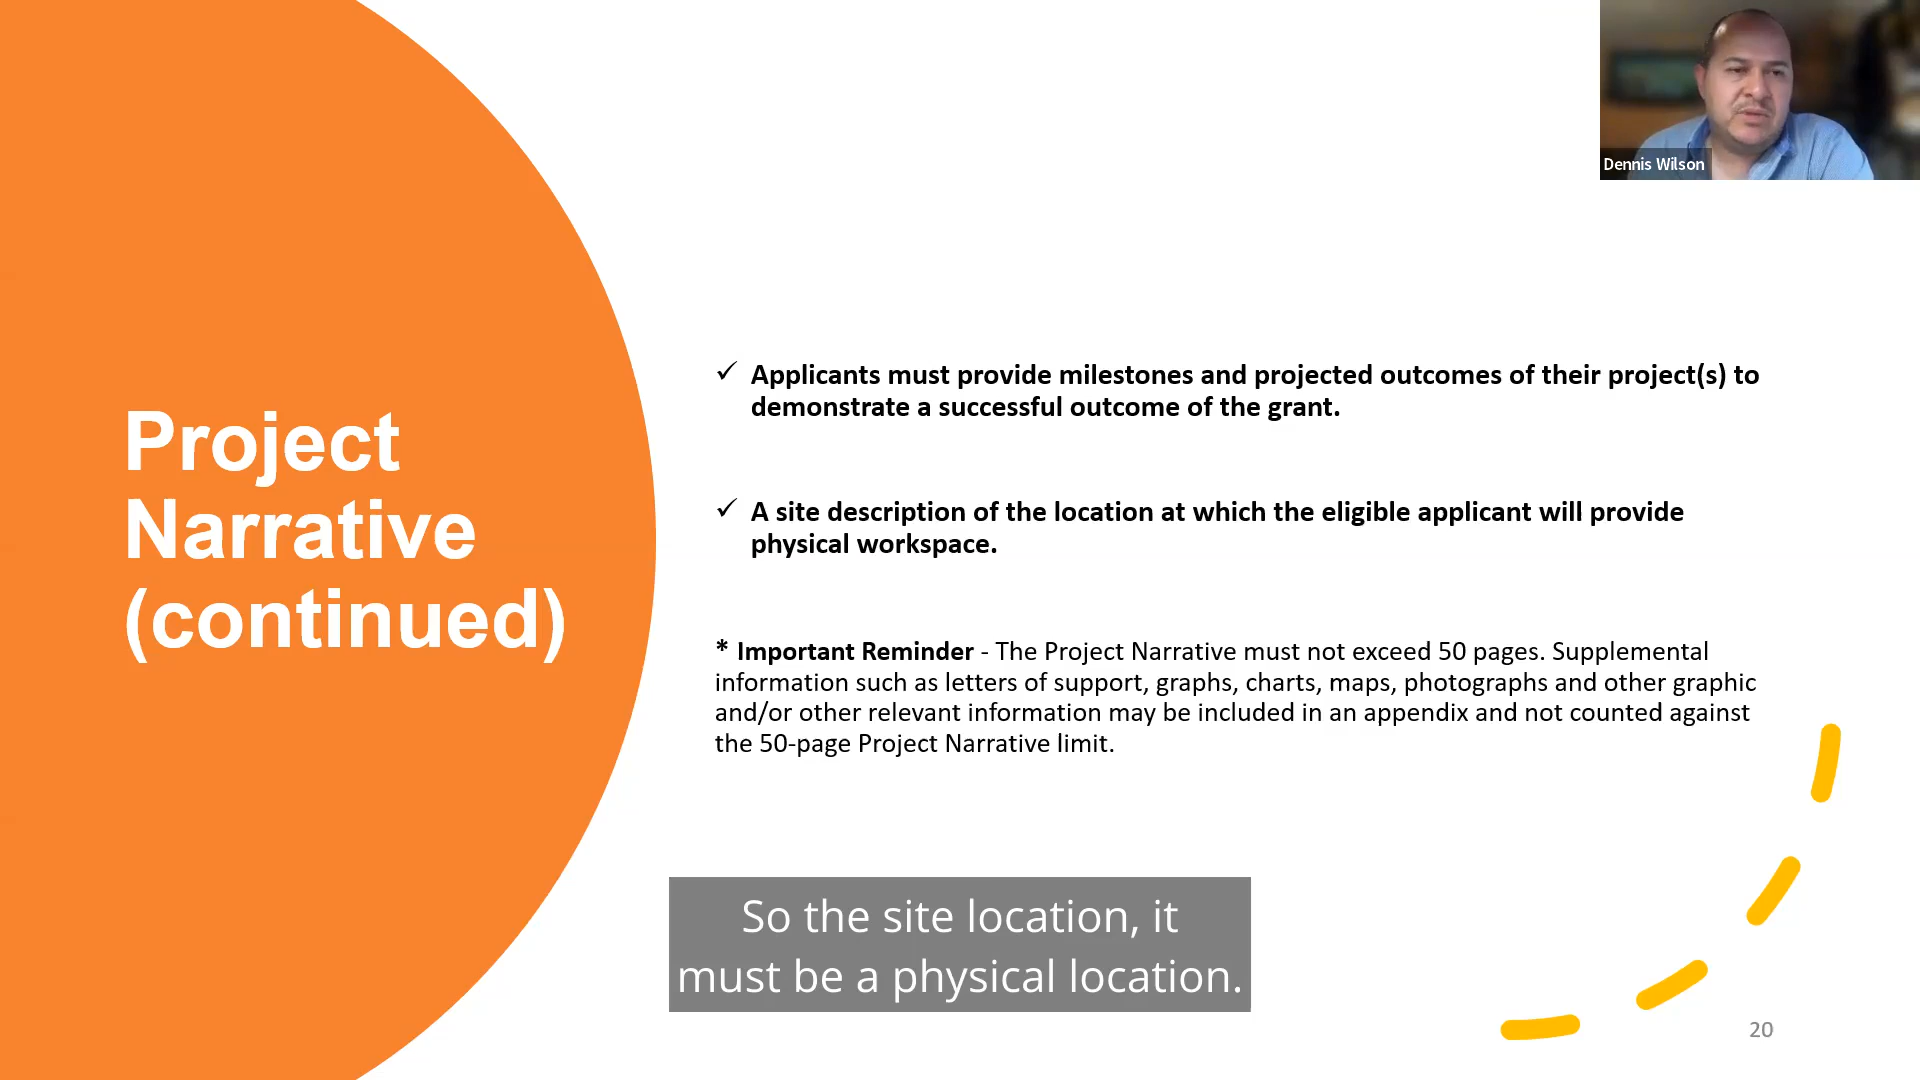 Dennis Wilson
Project
Narrative
(continued)
✓ Applicants must provide milestones and projected outcomes of their project(s) to
demonstrate a successful outcome of the grant.
✓ A site description of the location at which the eligible applicant will provide
physical workspace.
* Important Reminder - The Project Narrative must not exceed 50 pages. Supplemental
information such as letters of support, graphs, charts, maps, photographs and other graphic
and/or other relevant information may be included in an appendix and not counted against
the 50-page Project Narrative limit.
So the site location, it
must be a physical location.
20